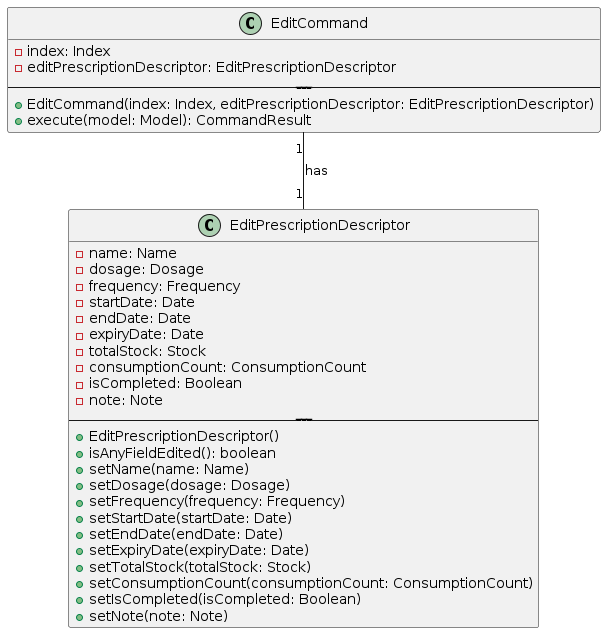 C EditCommand
index: Index
editPrescriptionDescriptor: EditPrescriptionDescriptor
EditCommand(index: Index, editPrescriptionDescriptor: EditPrescriptionDescriptor)
execute(model: Model): CommandResult
1
has
1
C EditPrescriptionDescriptor
name: Name
dosage: Dosage
frequency: Frequency
startDate: Date
endDate: Date
expiryDate: Date
totalStock: Stock
consumptionCount: ConsumptionCount
isCompleted: Boolean
note: Note
EditPrescriptionDescriptor()
isAnyFieldEdited(): boolean
setName(name: Name)
setDosage(dosage: Dosage)
setFrequency(frequency: Frequency)
setStartDate(startDate: Date)
setEndDate(endDate: Date)
setExpiryDate(expiryDate: Date)
setTotalStock(totalStock: Stock)
setConsumptionCount(consumptionCount: ConsumptionCount)
setIsCompleted(isCompleted: Boolean)
setNote(note: Note)